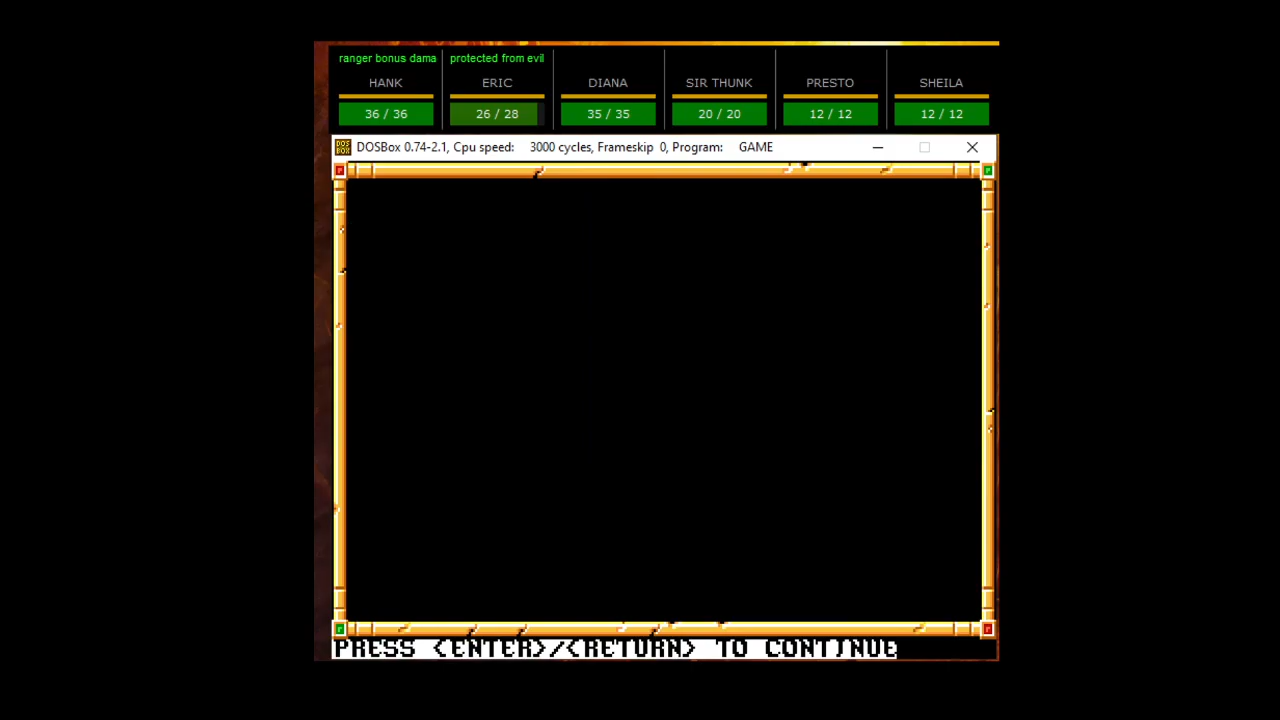 ranger bonus dama protected from evil
HANK ERIC DIANA SIR THUNK PRESTO SHEILA
36 / 36 26 / 28 35 / 35 20 / 20 12 / 12 12 / 12
DOS BOX DOSBox 0.74-2.1, Cpu speed: 3000 cycles, Frameskip 0, Program: GAME
PRESS <ENTER>/<RETURN> TO CONTINUE